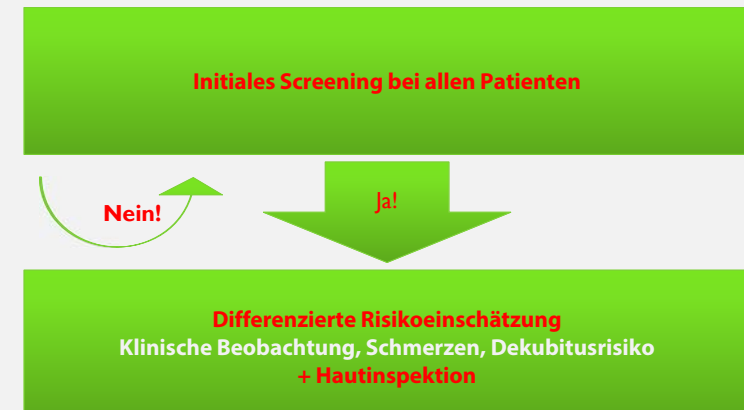 Initiales Screening bei allen Patienten
Nein!
Ja!
Differenzierte Risikoeinschätzung
Klinische Beobachtung, Schmerzen, Dekubitusrisiko
+ Hautinspektion